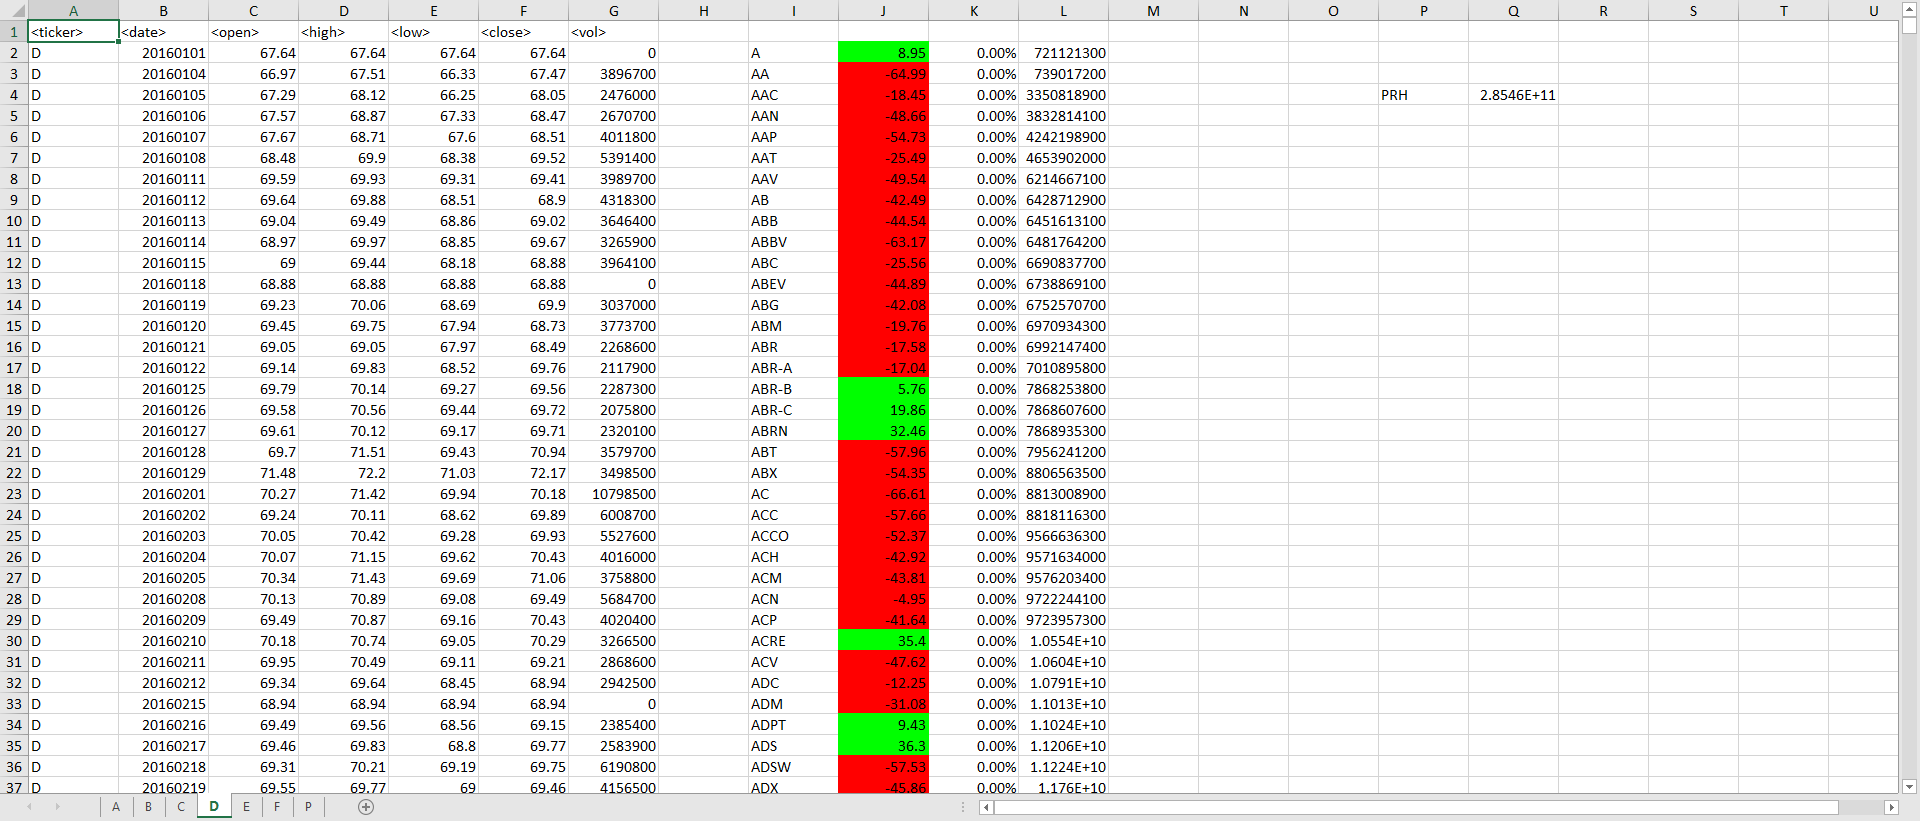 A B C D E F G H I J K L M N O P Q R S T U
1 <ticker> <date> <open> <high> <low> <close> <vol>
2 D 20160101 67.64 67.64 67.64 67.64 0 A 8.95 0.00% 721121300
3 D 20160104 66.97 67.51 66.33 67.47 3896700 AA -64.99 0.00% 739017200
4 D 20160105 67.29 68.12 66.25 68.05 2476000 AAC -18.45 0.00% 3350818900 PRH 2.8546E+11
5 D 20160106 67.57 68.87 67.33 68.47 2670700 AAN -48.66 0.00% 3832814100
6 D 20160107 67.67 68.71 67.6 68.51 4011800 AAP -54.73 0.00% 4242198900
7 D 20160108 68.48 69.9 68.38 69.52 5391400 AAT -25.49 0.00% 4653902000
8 D 20160111 69.59 69.93 69.31 69.41 3989700 AAV -49.54 0.00% 6214667100
9 D 20160112 69.64 69.88 68.51 68.9 4318300 AB -42.49 0.00% 6428712900
10 D 20160113 69.04 69.49 68.86 69.02 3646400 ABB -44.54 0.00% 6451613100
11 D 20160114 68.97 69.97 68.85 69.67 3265900 ABBV -63.17 0.00% 6481764200
12 D 20160115 69 69.44 68.18 68.88 3964100 ABC -25.56 0.00% 6690837700
13 D 20160118 68.88 68.88 68.88 68.88 0 ABEV -44.89 0.00% 6738869100
14 D 20160119 69.23 70.06 68.69 69.9 3037000 ABG -42.08 0.00% 6752570700
15 D 20160120 69.45 69.75 67.94 68.73 3773700 ABM -19.76 0.00% 6970934300
16 D 20160121 69.05 69.05 67.97 68.49 2268600 ABR -17.58 0.00% 6992147400
17 D 20160122 69.14 69.83 68.52 69.76 2117900 ABR-A -17.04 0.00% 7010895800
18 D 20160125 69.79 70.14 69.27 69.56 2287300 ABR-B 5.76 0.00% 7868253800
19 D 20160126 69.58 70.56 69.44 69.72 2075800 ABR-C 19.86 0.00% 7868607600
20 D 20160127 69.61 70.12 69.17 69.71 2320100 ABRN 32.46 0.00% 7868935300
21 D 20160128 69.7 71.51 69.43 70.94 3579700 ABT -57.96 0.00% 7956241200
22 D 20160129 71.48 72.2 71.03 72.17 3498500 ABX -54.35 0.00% 8806563500
23 D 20160201 70.27 71.42 69.94 70.18 10798500 AC -66.61 0.00% 8813008900
24 D 20160202 69.24 70.11 68.62 69.89 6008700 ACC -57.66 0.00% 8818116300
25 D 20160203 70.05 70.42 69.28 69.93 5527600 ACCO -52.37 0.00% 9566636300
26 D 20160204 70.07 71.15 69.62 70.43 4016000 ACH -42.92 0.00% 9571634000
27 D 20160205 70.34 71.43 69.69 71.06 3758800 ACM -43.81 0.00% 9576203400
28 D 20160208 70.13 70.89 69.08 69.49 5684700 ACN -4.95 0.00% 9722244100
29 D 20160209 69.49 70.87 69.16 70.43 4020400 ACP -41.64 0.00% 9723957300
30 D 20160210 70.18 70.74 69.05 70.29 3266500 ACRE 35.4 0.00% 1.0554E+10
31 D 20160211 69.95 70.49 69.11 69.21 2868600 ACV -47.62 0.00% 1.0604E+10
32 D 20160212 69.34 69.64 68.45 68.94 2942500 ADC -12.25 0.00% 1.0791E+10
33 D 20160215 68.94 68.94 68.94 68.94 0 ADM -31.08 0.00% 1.1013E+10
34 D 20160216 69.49 69.56 68.56 69.15 2385400 ADPT 9.43 0.00% 1.1024E+10
35 D 20160217 69.46 69.83 68.8 69.77 2583900 ADS 36.3 0.00% 1.1206E+10
36 D 20160218 69.31 70.21 69.19 69.75 6190800 ADSW -57.53 0.00% 1.1224E+10
37 D 20160219 69.55 69.77 69 69.46 4156500 ADX -45.86 0.00% 1.176E+10
A B C D E F P